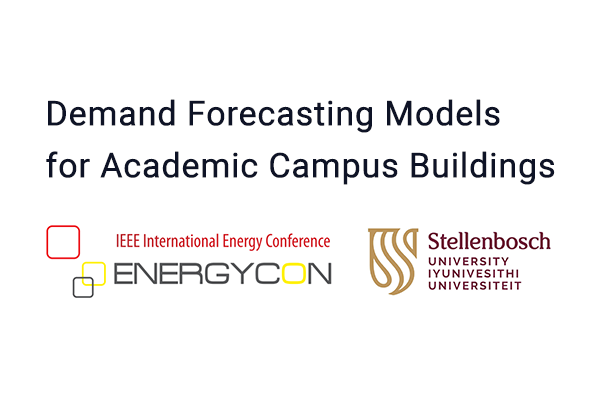 Demand Forecasting Models
for Academic Campus Buildings
IEEE International Energy Conference
ENERGYCON
Stellenbosch
UNIVERSITY
IYUNIVESITHI
UNIVERSITEIT